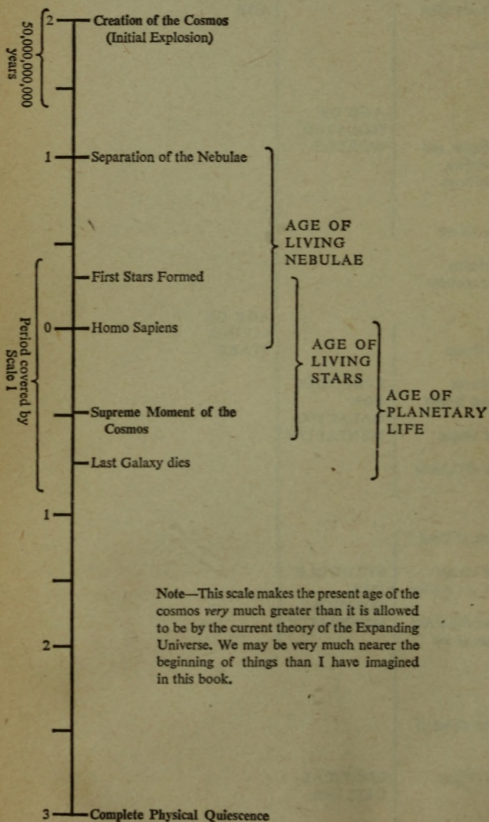 2 Creation of the Cosmos
(Initial Explosion)
50,000,000,000
years
1 Separation of the Nebulae
AGE OF
LIVING
NEBULAE
First Stars Formed
Period covered by
Scale I
0 Homo Sapiens
AGE OF
LIVING
STARS
AGE OF
PLANETARY
LIFE
Supreme Moment of the
Cosmos
Last Galaxy dies
1
Note—This scale makes the present age of the
cosmos very much greater than it is allowed
to be by the current theory of the Expanding
Universe. We may be very much nearer the
beginning of things than I have imagined
in this book.
2
3 Complete Physical Quiescence